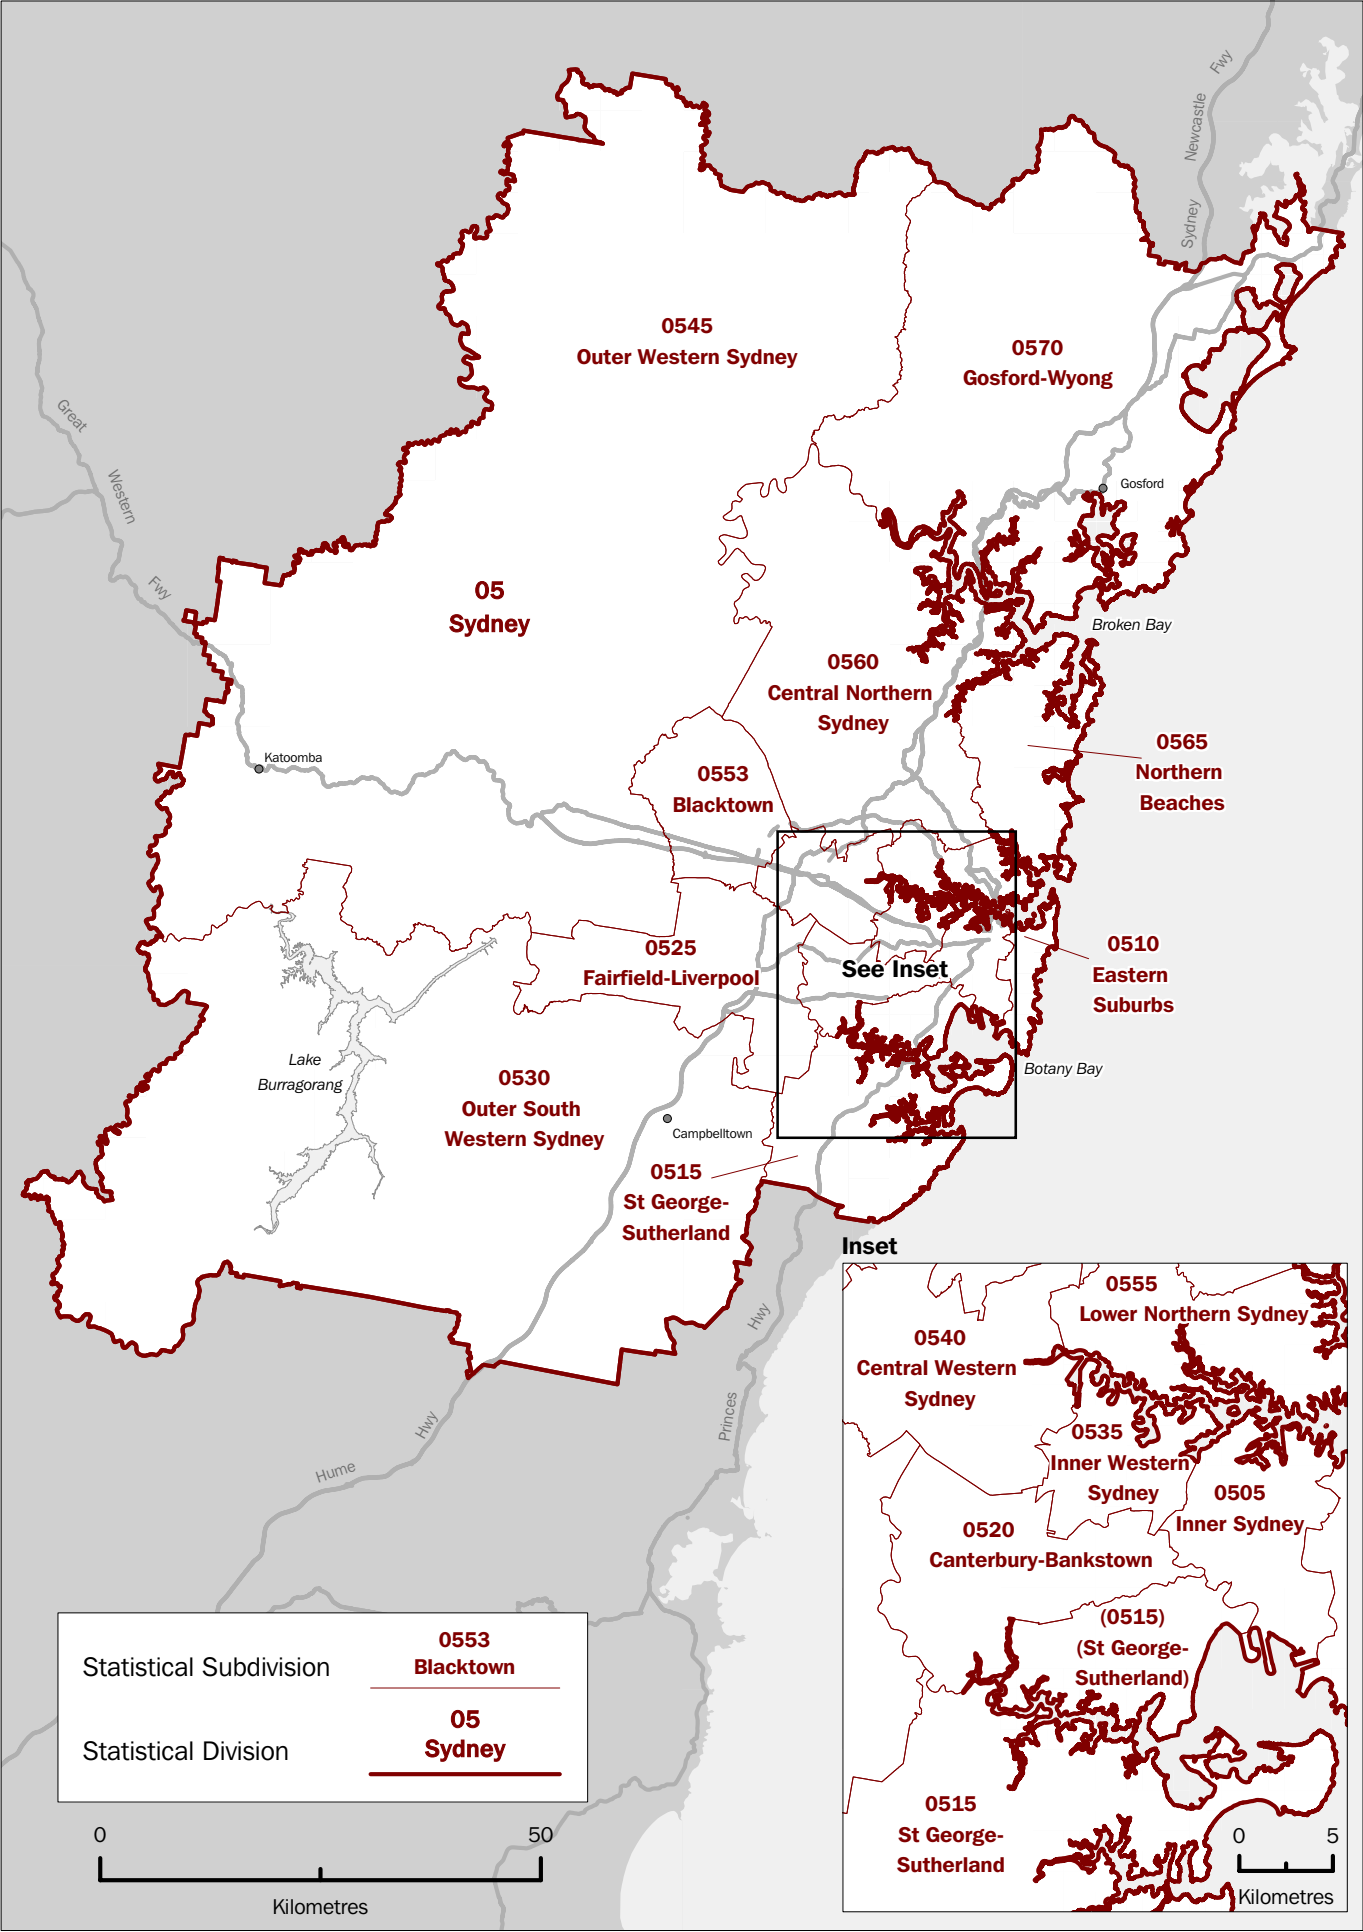 Fwy
Newcastle
Sydney
0545
Outer Western Sydney
0570
Gosford-Wyong
Great
Western
Fwy
Gosford
05
Sydney
Broken Bay
0560
Central Northern
Sydney
0565
Northern
Beaches
Katoomba
0553
Blacktown
0525
Fairfield-Liverpool
See Inset
0510
Eastern
Suburbs
Lake
Burragorang
Botany Bay
0530
Outer South
Western Sydney
Campbelltown
0515
St George-
Sutherland
Inset
Hwy
Princes
Hwy
Hume
0555
Lower Northern Sydney
0540
Central Western
Sydney
0535
Inner Western
Sydney
0505
Inner Sydney
0520
Canterbury-Bankstown
(0515)
(St George-
Sutherland)
0515
St George-
Sutherland
0 5
Kilometres
Statistical Subdivision
0553
Blacktown
Statistical Division
05
Sydney
0 50
Kilometres